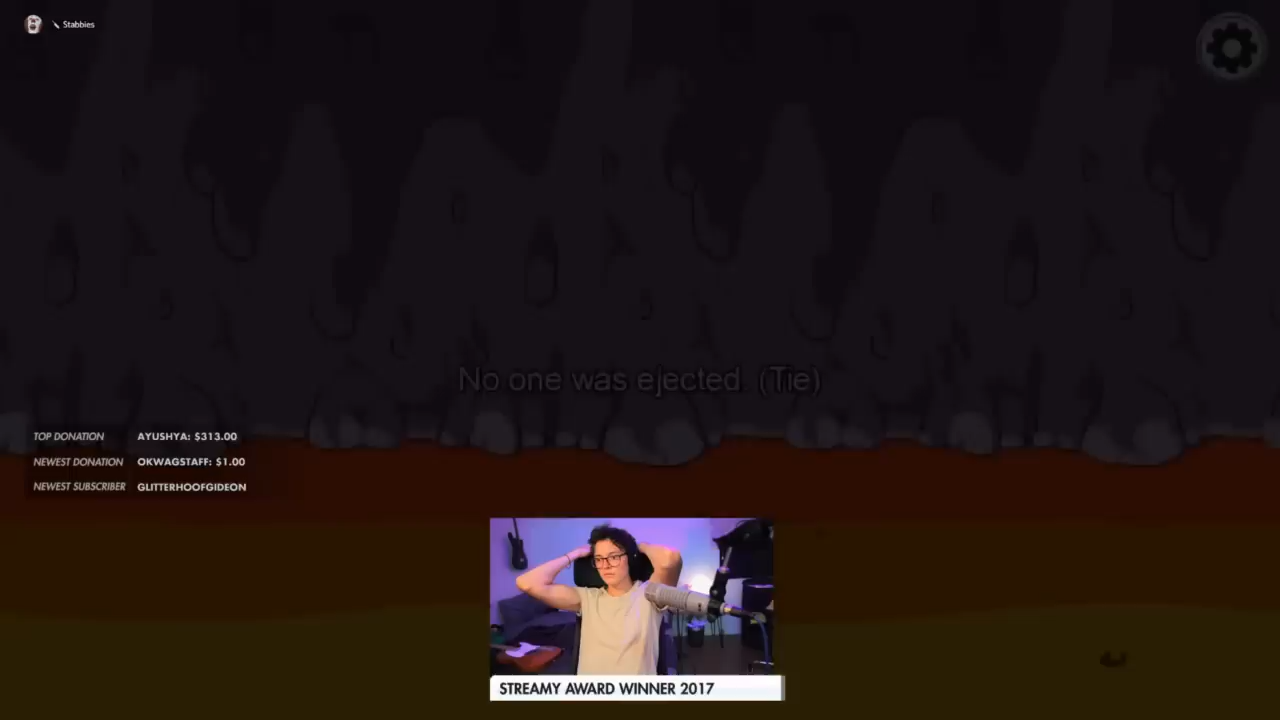 Stabbies
No one was ejected. (Tie)
TOP DONATION AYUSHYA: $313.00
NEWEST DONATION OKWAGSTAFF: $1.00
NEWEST SUBSCRIBER GLITTERHOOFGIDEON
STREAMY AWARD WINNER 2017